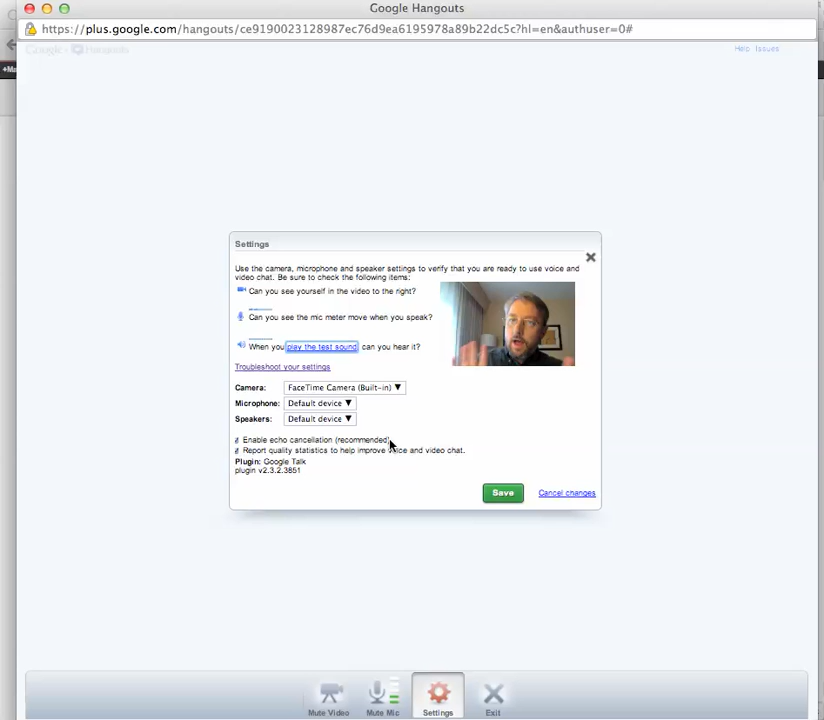 Google Hangouts
https://plus.google.com/hangouts/ce9190023128987ec76d9ea6195978a89b22dc5c?hl=en&authuser=0#
Google Hangouts
Help Issues
+Ma
Settings
Use the camera, microphone and speaker settings to verify that you are ready to use voice and
video chat. Be sure to check the following items:
Can you see yourself in the video to the right?
Can you see the mic meter move when you speak?
When you play the test sound can you hear it?
Troubleshoot your settings
Camera: FaceTime Camera (Built-in) ▼
Microphone: Default device ▼
Speakers: Default device ▼
Enable echo cancellation (recommended)
Report quality statistics to help improve voice and video chat.
Plugin: Google Talk
plugin v2.3.2.3851
Save Cancel changes
Mute Video Mute Mic Settings Exit